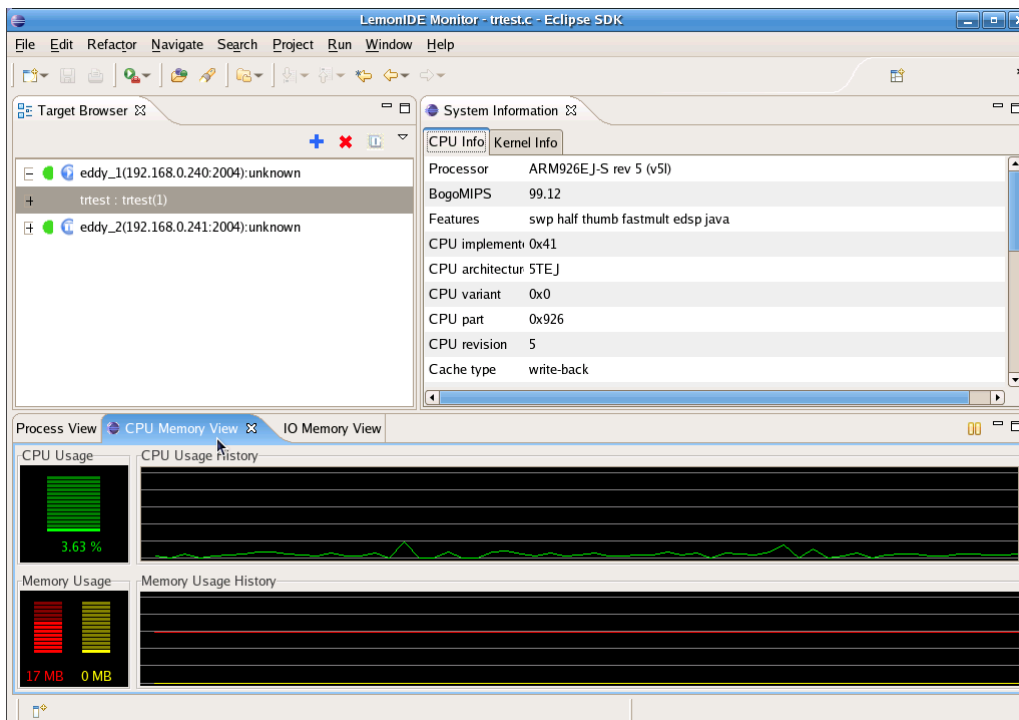 LemonIDE Monitor - trtest.c - Eclipse SDK
File Edit Refactor Navigate Search Project Run Window Help
Target Browser
System Information
CPU Info Kernel Info
eddy_1(192.168.0.240:2004):unknown
trtest : trtest(1)
eddy_2(192.168.0.241:2004):unknown
Processor ARM926EJ-S rev 5 (v5l)
BogoMIPS 99.12
Features swp half thumb fastmult edsp java
CPU implemente 0x41
CPU architectur 5TEJ
CPU variant 0x0
CPU part 0x926
CPU revision 5
Cache type write-back
Process View CPU Memory View IO Memory View
CPU Usage
CPU Usage History
3.63 %
Memory Usage
Memory Usage History
17 MB 0 MB